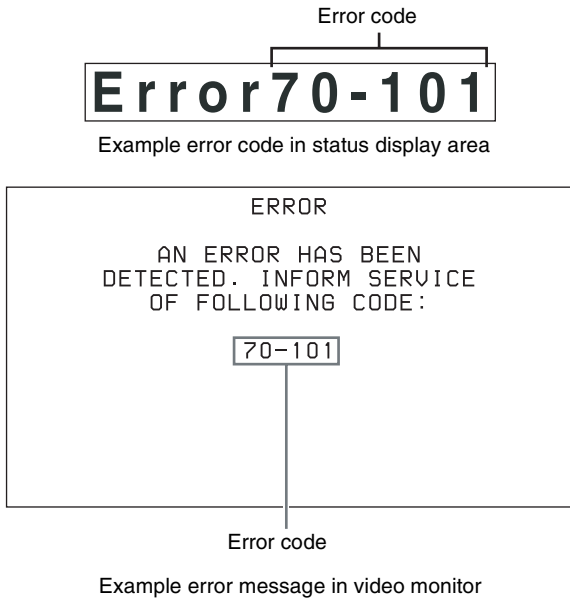 Error code
Error70-101
Example error code in status display area
ERROR
AN ERROR HAS BEEN
DETECTED. INFORM SERVICE
OF FOLLOWING CODE:
70-101
Error code
Example error message in video monitor